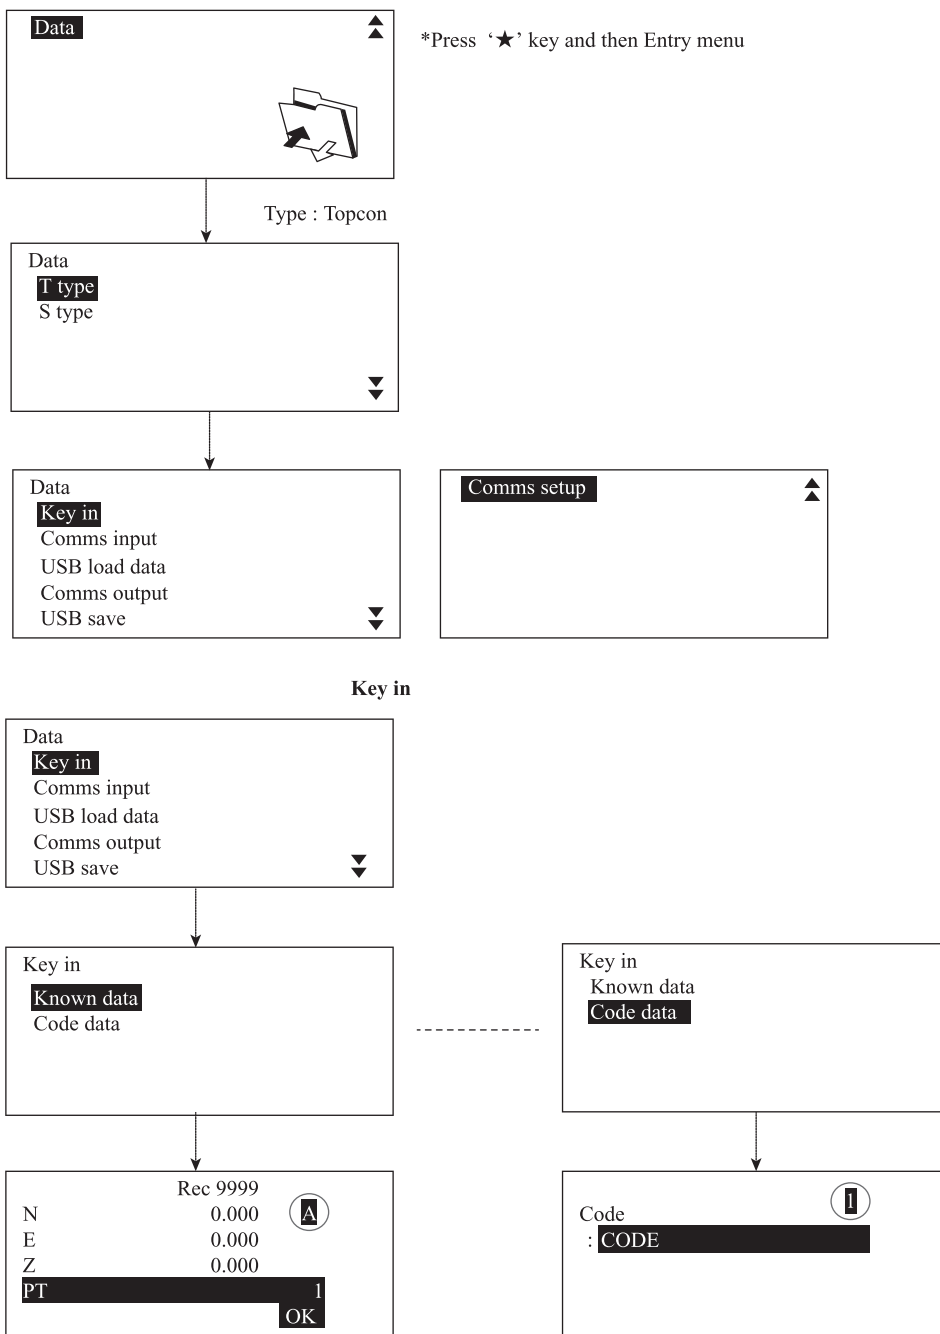 Data
*Press ‘★’ key and then Entry menu
Type : Topcon
Data
T type
S type
Data
Key in
Comms input
USB load data
Comms output
USB save
Comms setup
Key in
Data
Key in
Comms input
USB load data
Comms output
USB save
Key in
Known data
Code data
Key in
Known data
Code data
Rec 9999
N 0.000 A
E 0.000
Z 0.000
PT 1
OK
1
Code
: CODE